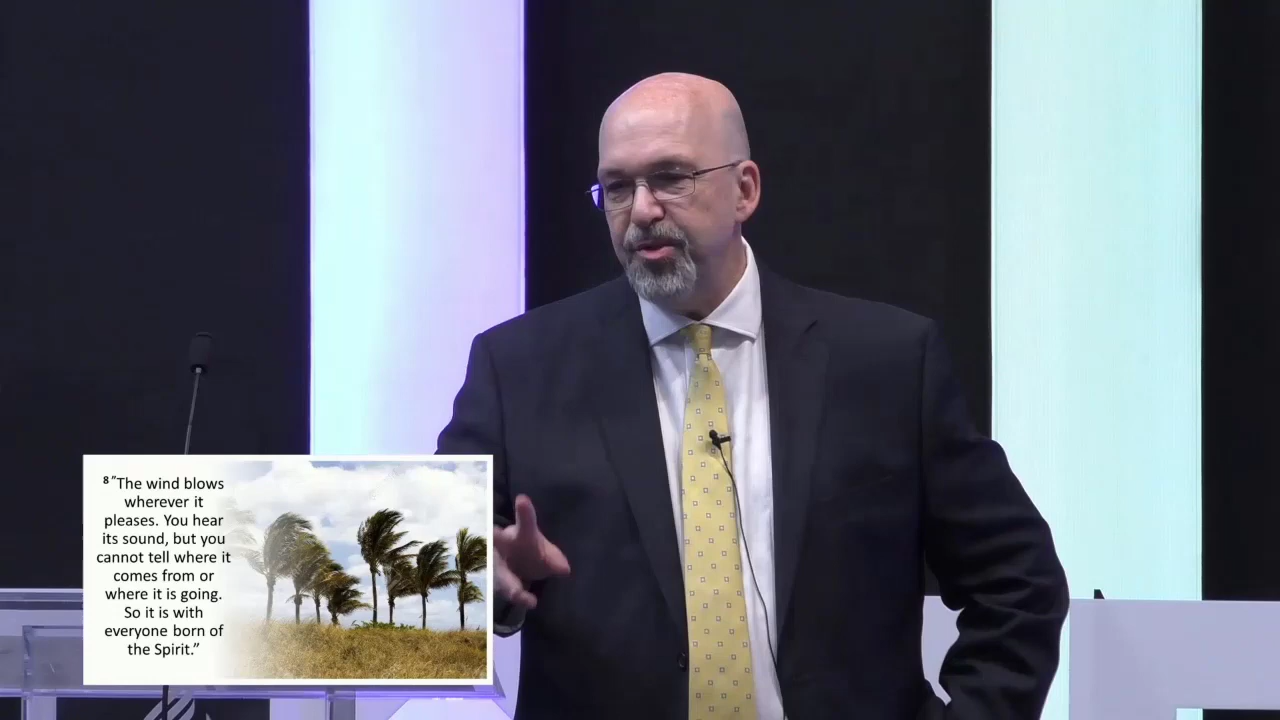 8 "The wind blows
wherever it
pleases. You hear
its sound, but you
cannot tell where it
comes from or
where it is going.
So it is with
everyone born of
the Spirit.”